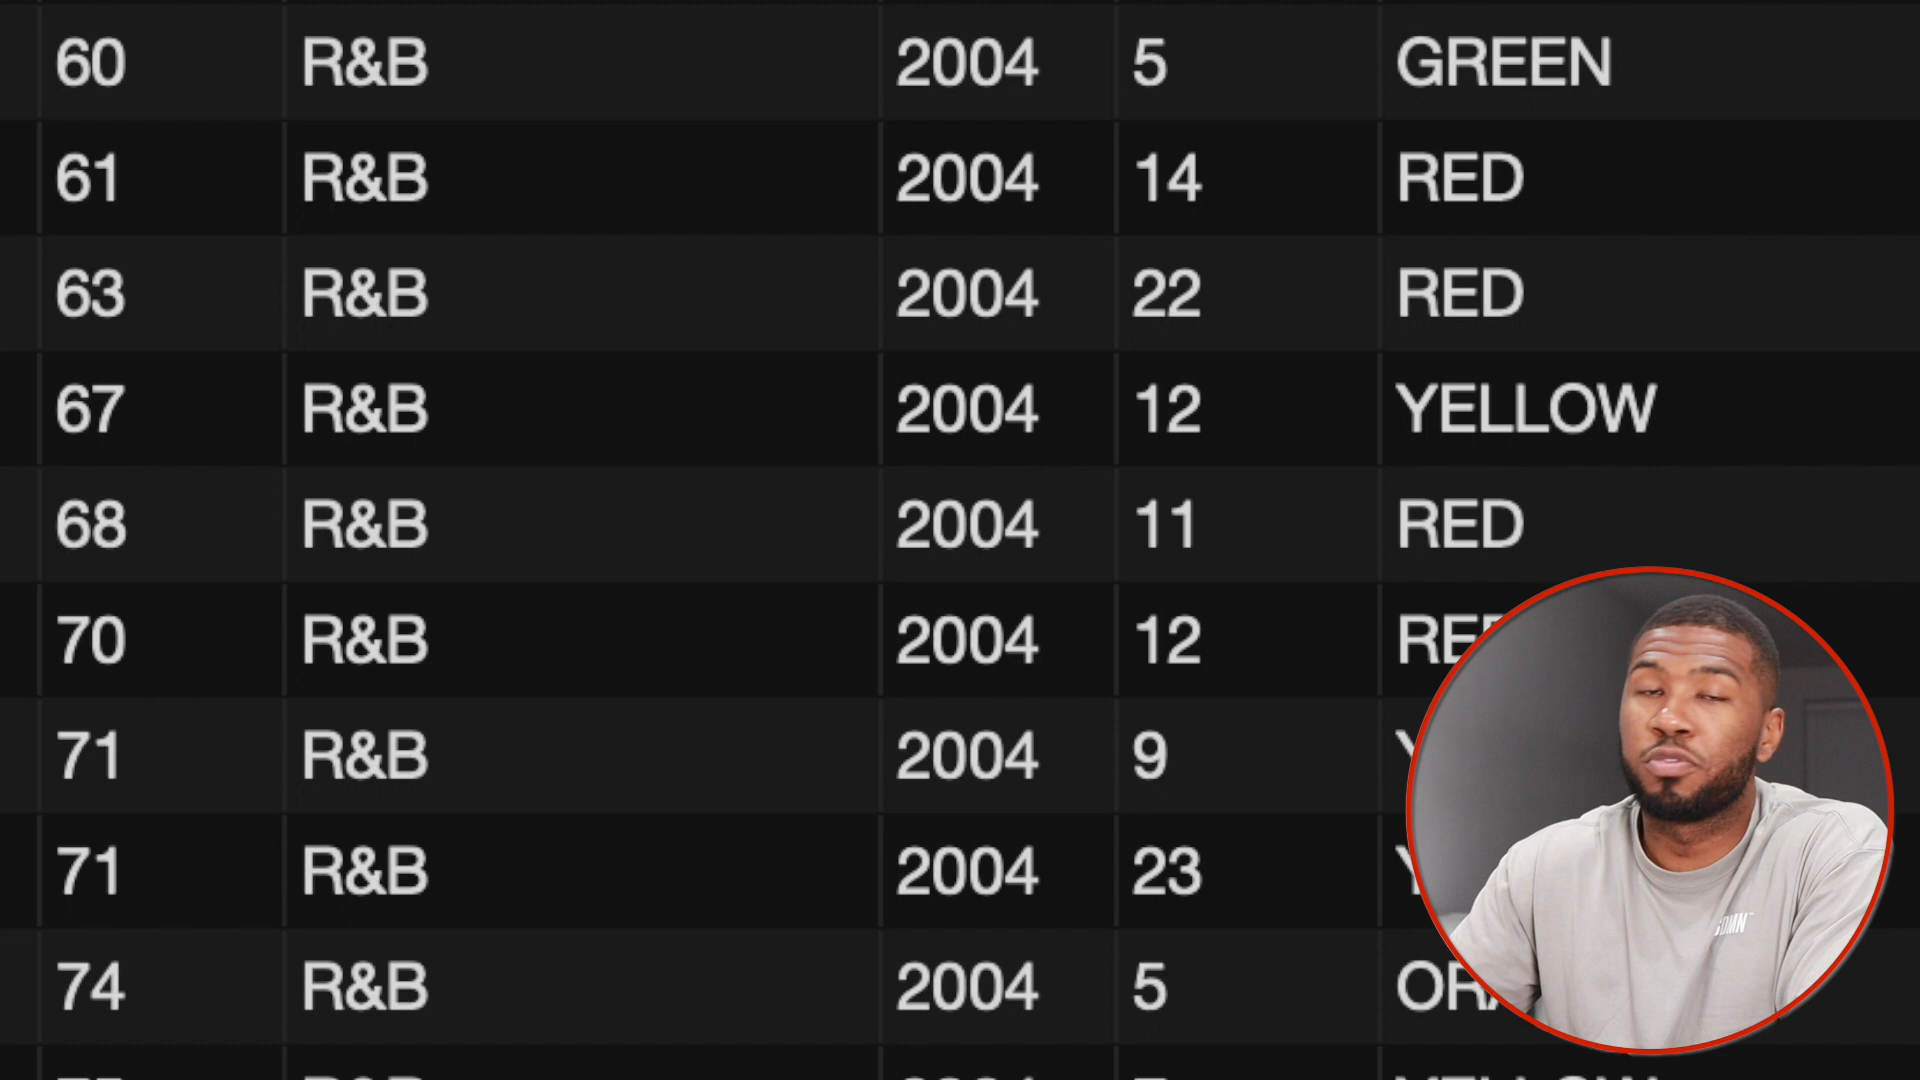 60 R&B 2004 5 GREEN
61 R&B 2004 14 RED
63 R&B 2004 22 RED
67 R&B 2004 12 YELLOW
68 R&B 2004 11 RED
70 R&B 2004 12
71 R&B 2004 9
71 R&B 2004 23
74 R&B 2004 5